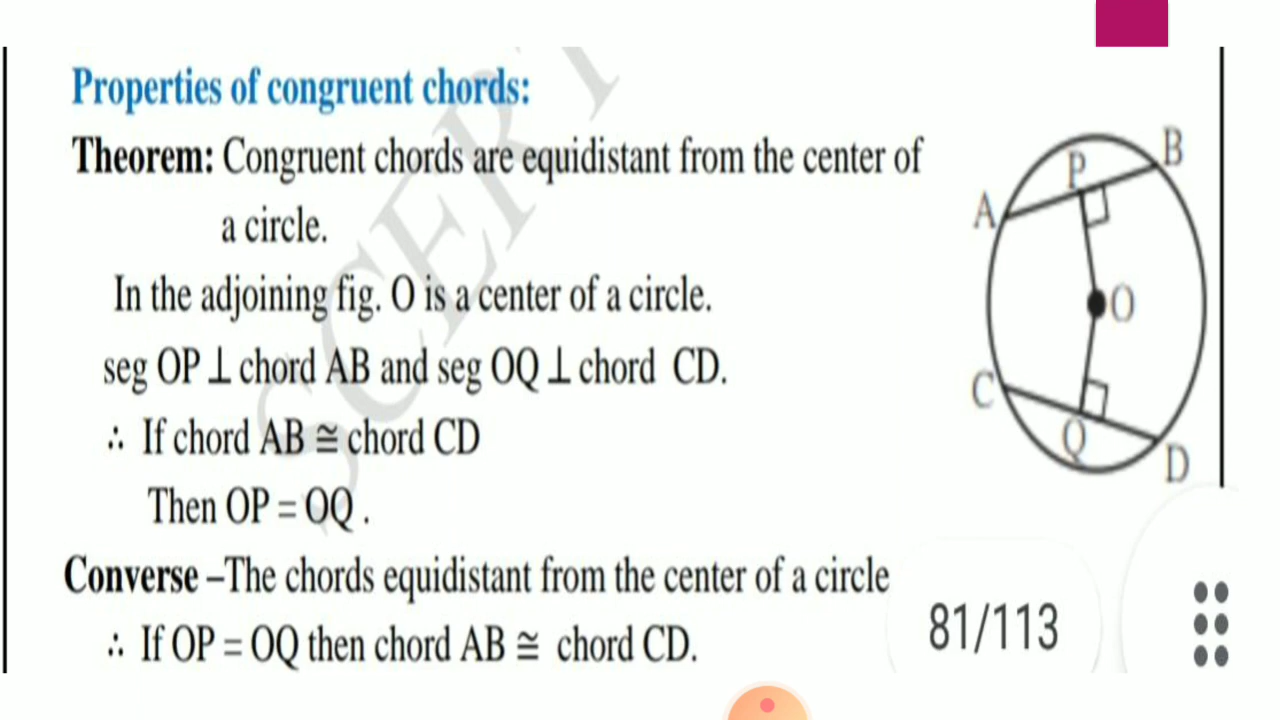 Properties of congruent chords:
Theorem: Congruent chords are equidistant from the center of
a circle.
In the adjoining fig. O is a center of a circle.
seg OP ⊥ chord AB and seg OQ ⊥ chord CD.
∴ If chord AB ≅ chord CD
Then OP = OQ .
Converse –The chords equidistant from the center of a circle
∴ If OP = OQ then chord AB ≅ chord CD.
B
P
A
O
C
Q
D
81/113
SCERT